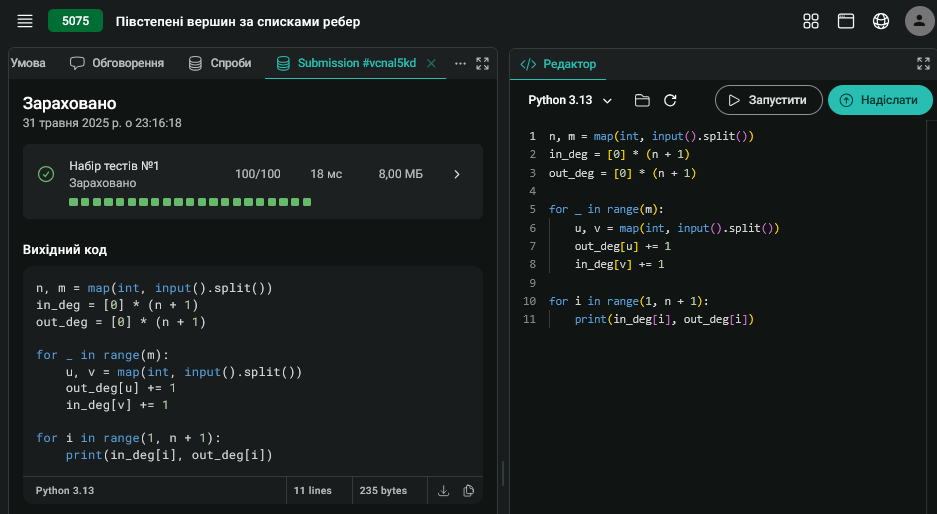 5075
Півстепені вершин за списками ребер
Умова
Обговорення
Спроби
Submission #vcnal5kd
Зараховано
31 травня 2025 р. о 23:16:18
Набір тестів №1
Зараховано
100/100
18 мс
8,00 МБ
Вихідний код
n, m = map(int, input().split())
in_deg = [0] * (n + 1)
out_deg = [0] * (n + 1)
for _ in range(m):
    u, v = map(int, input().split())
    out_deg[u] += 1
    in_deg[v] += 1
for i in range(1, n + 1):
    print(in_deg[i], out_deg[i])
Python 3.13
11 lines
235 bytes
Редактор
Python 3.13
Запустити
Надіслати
1 n, m = map(int, input().split())
2 in_deg = [0] * (n + 1)
3 out_deg = [0] * (n + 1)
4
5 for _ in range(m):
6     u, v = map(int, input().split())
7     out_deg[u] += 1
8     in_deg[v] += 1
9
10 for i in range(1, n + 1):
11     print(in_deg[i], out_deg[i])